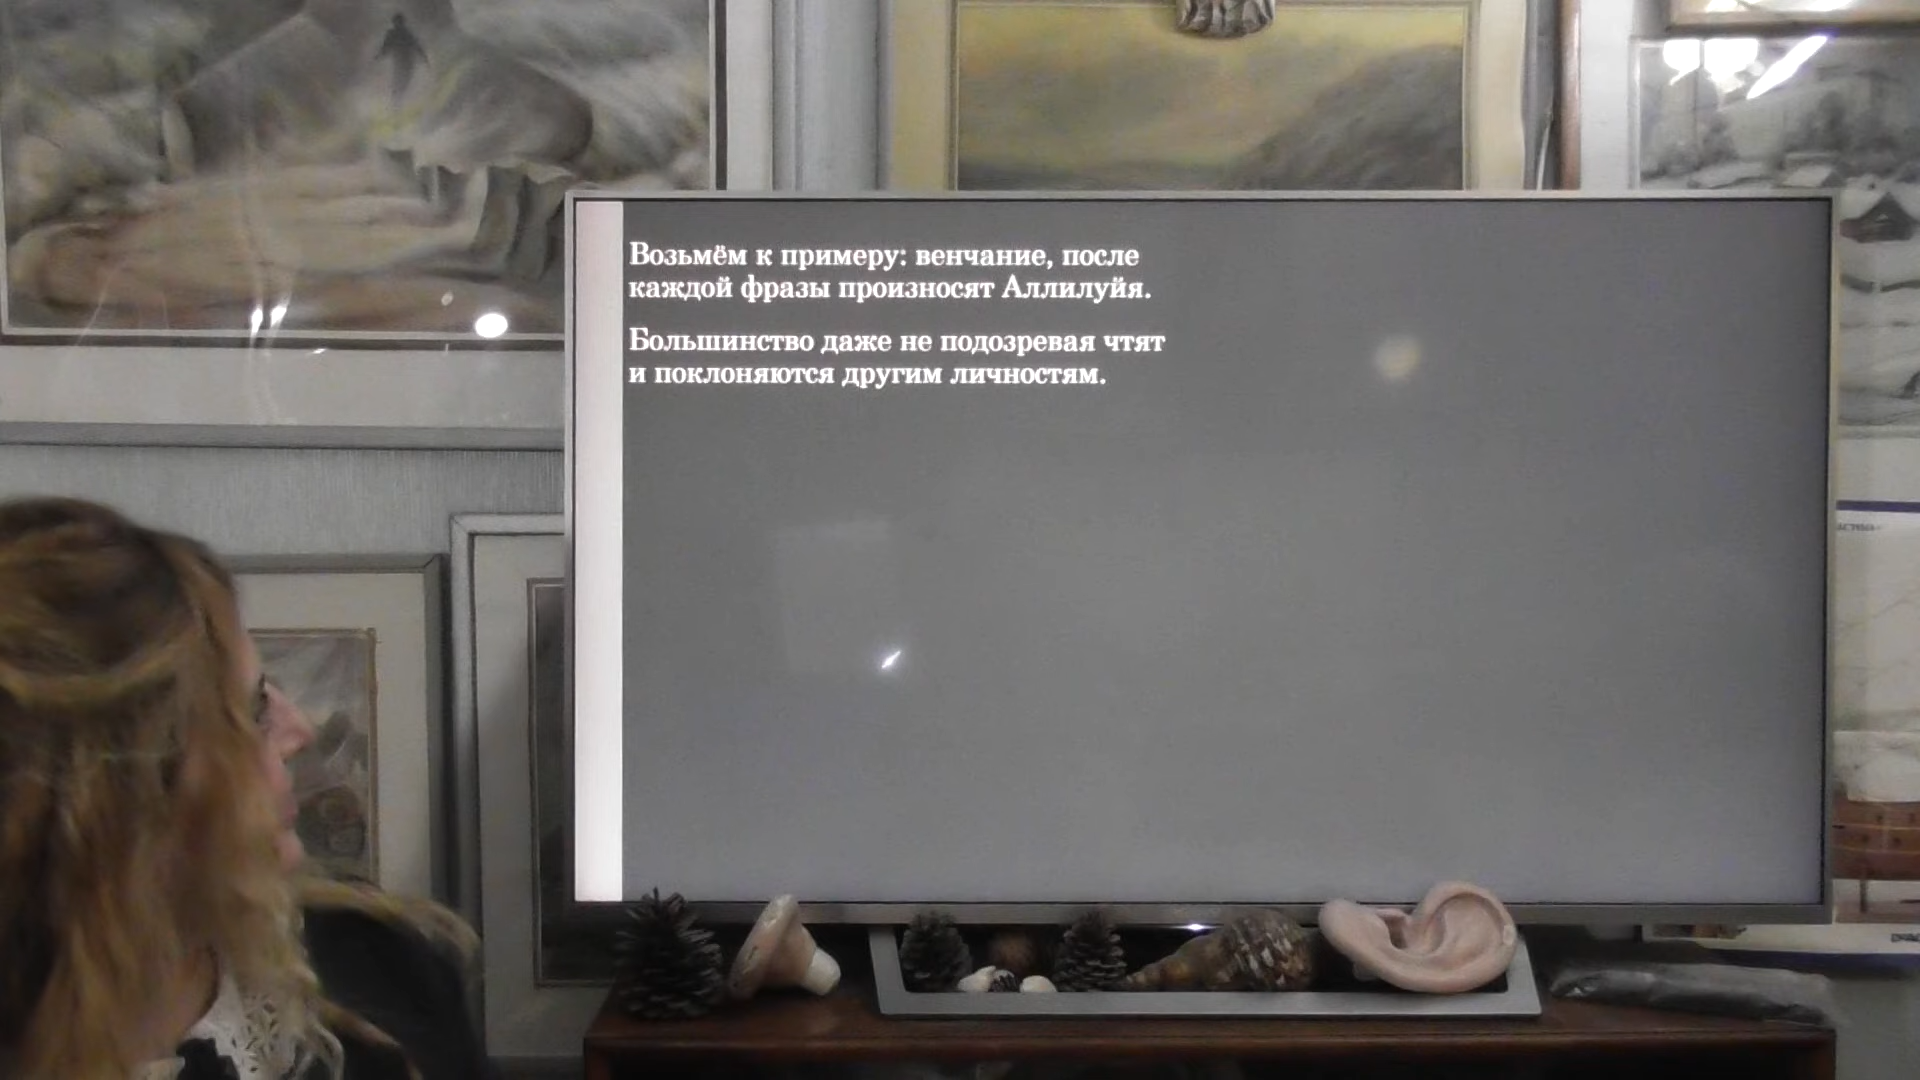 Возьмём к примеру: венчание, после
каждой фразы произносят Аллилуйя.
Большинство даже не подозревая чтят
и поклоняются другим личностям.